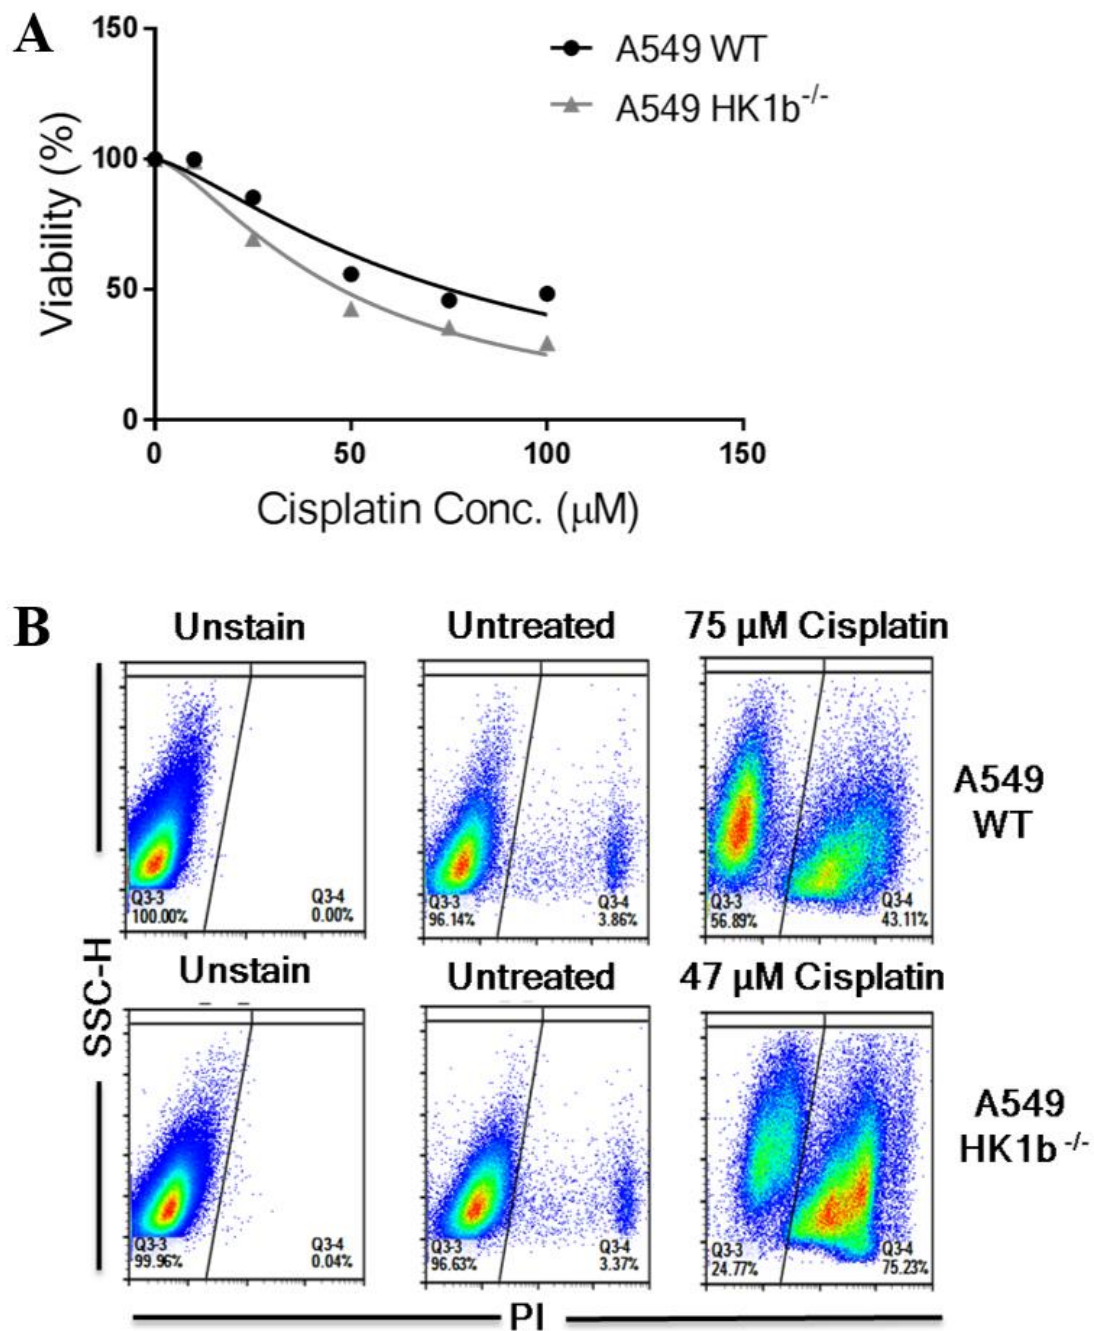 A
150
100
50
0
Viability (%)
A549 WT
A549 HK1b-/-
0 50 100 150
Cisplatin Conc. (µM)
B
Unstain Untreated 75 µM Cisplatin
Q3-3 100.00% Q3-4 0.00%
Q3-3 96.14% Q3-4 3.86%
Q3-3 56.89% Q3-4 43.11%
A549
WT
Unstain Untreated 47 µM Cisplatin
Q3-3 99.96% Q3-4 0.04%
Q3-3 96.63% Q3-4 3.37%
Q3-3 24.77% Q3-4 75.23%
A549
HK1b -/-
SSC-H
PI